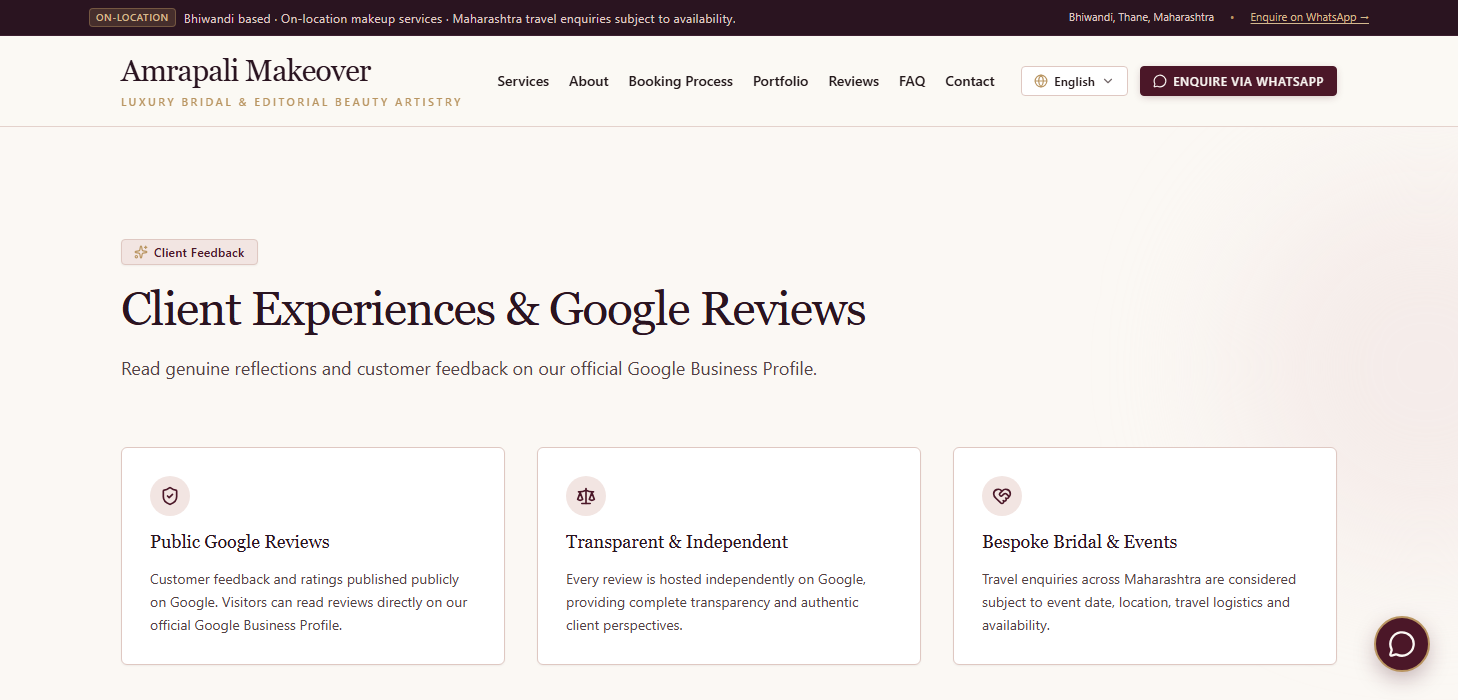 ON-LOCATION Bhiwandi based · On-location makeup services · Maharashtra travel enquiries subject to availability. Bhiwandi, Thane, Maharashtra • Enquire on WhatsApp →
Amrapali Makeover
LUXURY BRIDAL & EDITORIAL BEAUTY ARTISTRY
Services About Booking Process Portfolio Reviews FAQ Contact English ENQUIRE VIA WHATSAPP
Client Feedback
Client Experiences & Google Reviews
Read genuine reflections and customer feedback on our official Google Business Profile.
Public Google Reviews
Customer feedback and ratings published publicly
on Google. Visitors can read reviews directly on our
official Google Business Profile.
Transparent & Independent
Every review is hosted independently on Google,
providing complete transparency and authentic
client perspectives.
Bespoke Bridal & Events
Travel enquiries across Maharashtra are considered
subject to event date, location, travel logistics and
availability.